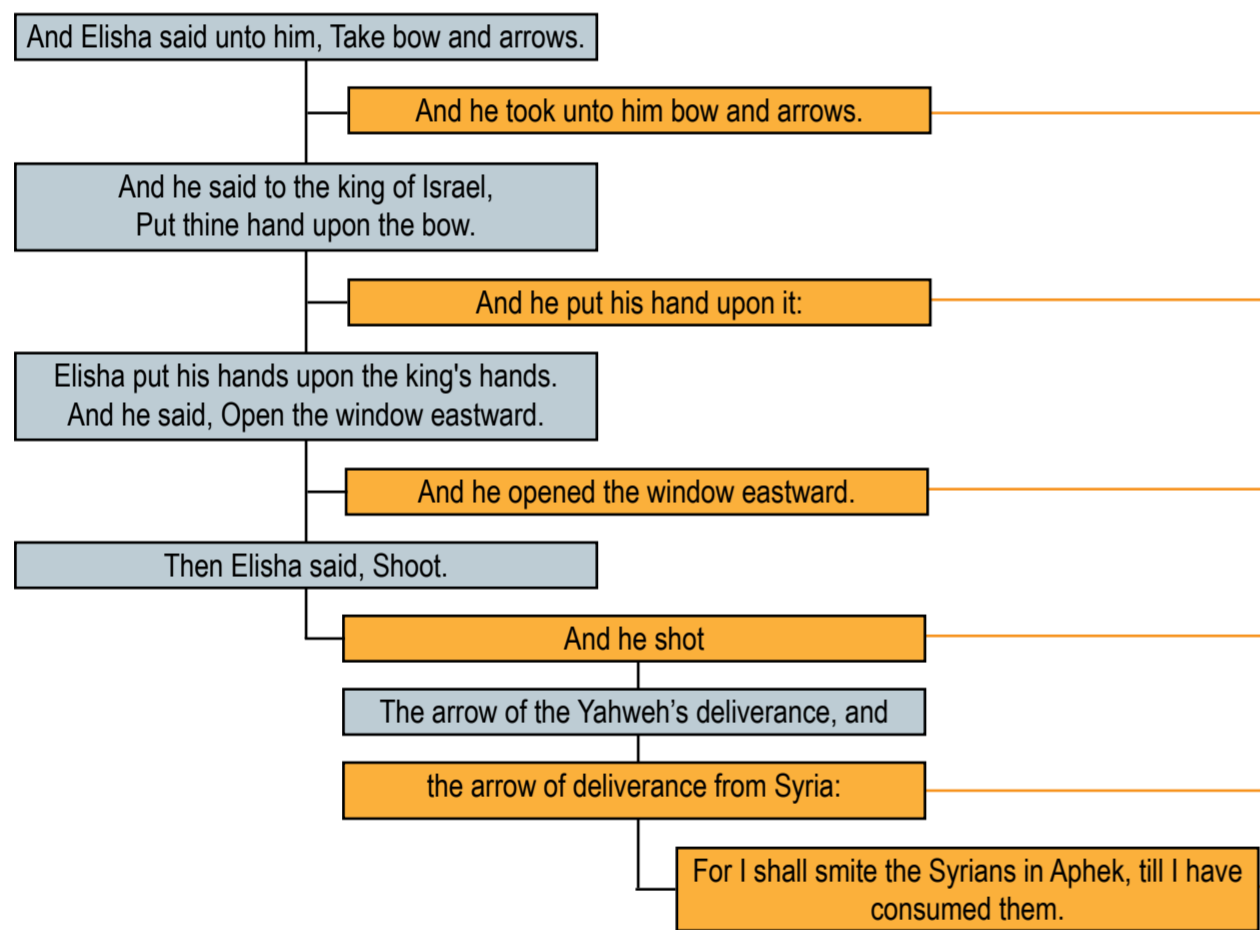 And Elisha said unto him, Take bow and arrows.
And he took unto him bow and arrows.
And he said to the king of Israel,
Put thine hand upon the bow.
And he put his hand upon it:
Elisha put his hands upon the king's hands.
And he said, Open the window eastward.
And he opened the window eastward.
Then Elisha said, Shoot.
And he shot
The arrow of the Yahweh’s deliverance, and
the arrow of deliverance from Syria:
For I shall smite the Syrians in Aphek, till I have
consumed them.